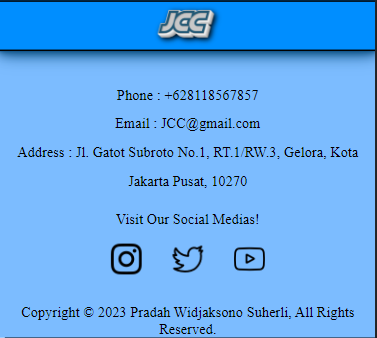 JCC
Phone : +628118567857
Email : JCC@gmail.com
Address : Jl. Gatot Subroto No.1, RT.1/RW.3, Gelora, Kota
Jakarta Pusat, 10270
Visit Our Social Medias!
Copyright © 2023 Pradah Widjaksono Suherli, All Rights
Reserved.